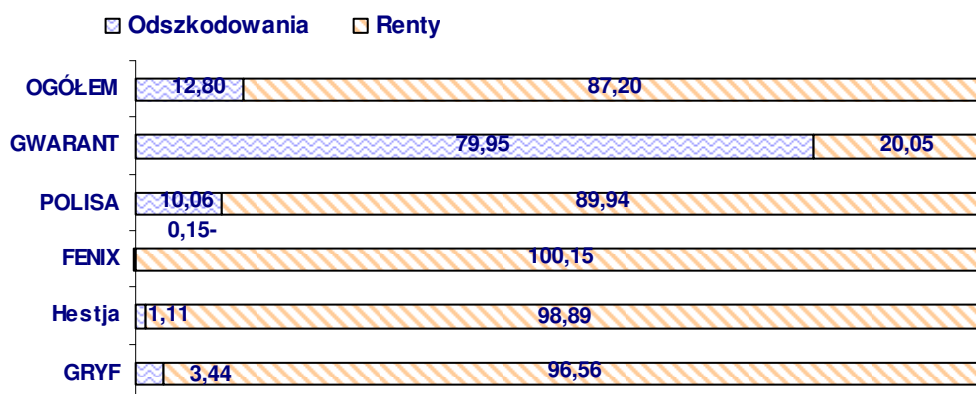 Odszkodowania Renty
OGÓŁEM 12,80 87,20
GWARANT 79,95 20,05
POLISA 10,06 89,94
0,15-
FENIX 100,15
Hestja 1,11 98,89
GRYF 3,44 96,56